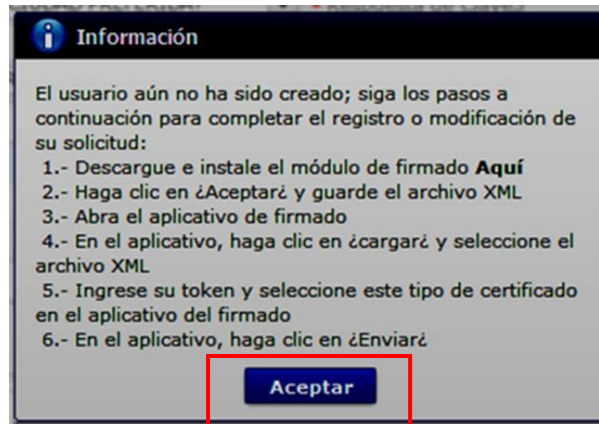 Información
El usuario aún no ha sido creado; siga los pasos a
continuación para completar el registro o modificación de
su solicitud:
1.- Descargue e instale el módulo de firmado Aquí
2.- Haga clic en ¿Aceptar¿ y guarde el archivo XML
3.- Abra el aplicativo de firmado
4.- En el aplicativo, haga clic en ¿cargar¿ y seleccione el
archivo XML
5.- Ingrese su token y seleccione este tipo de certificado
en el aplicativo del firmado
6.- En el aplicativo, haga clic en ¿Enviar¿
Aceptar